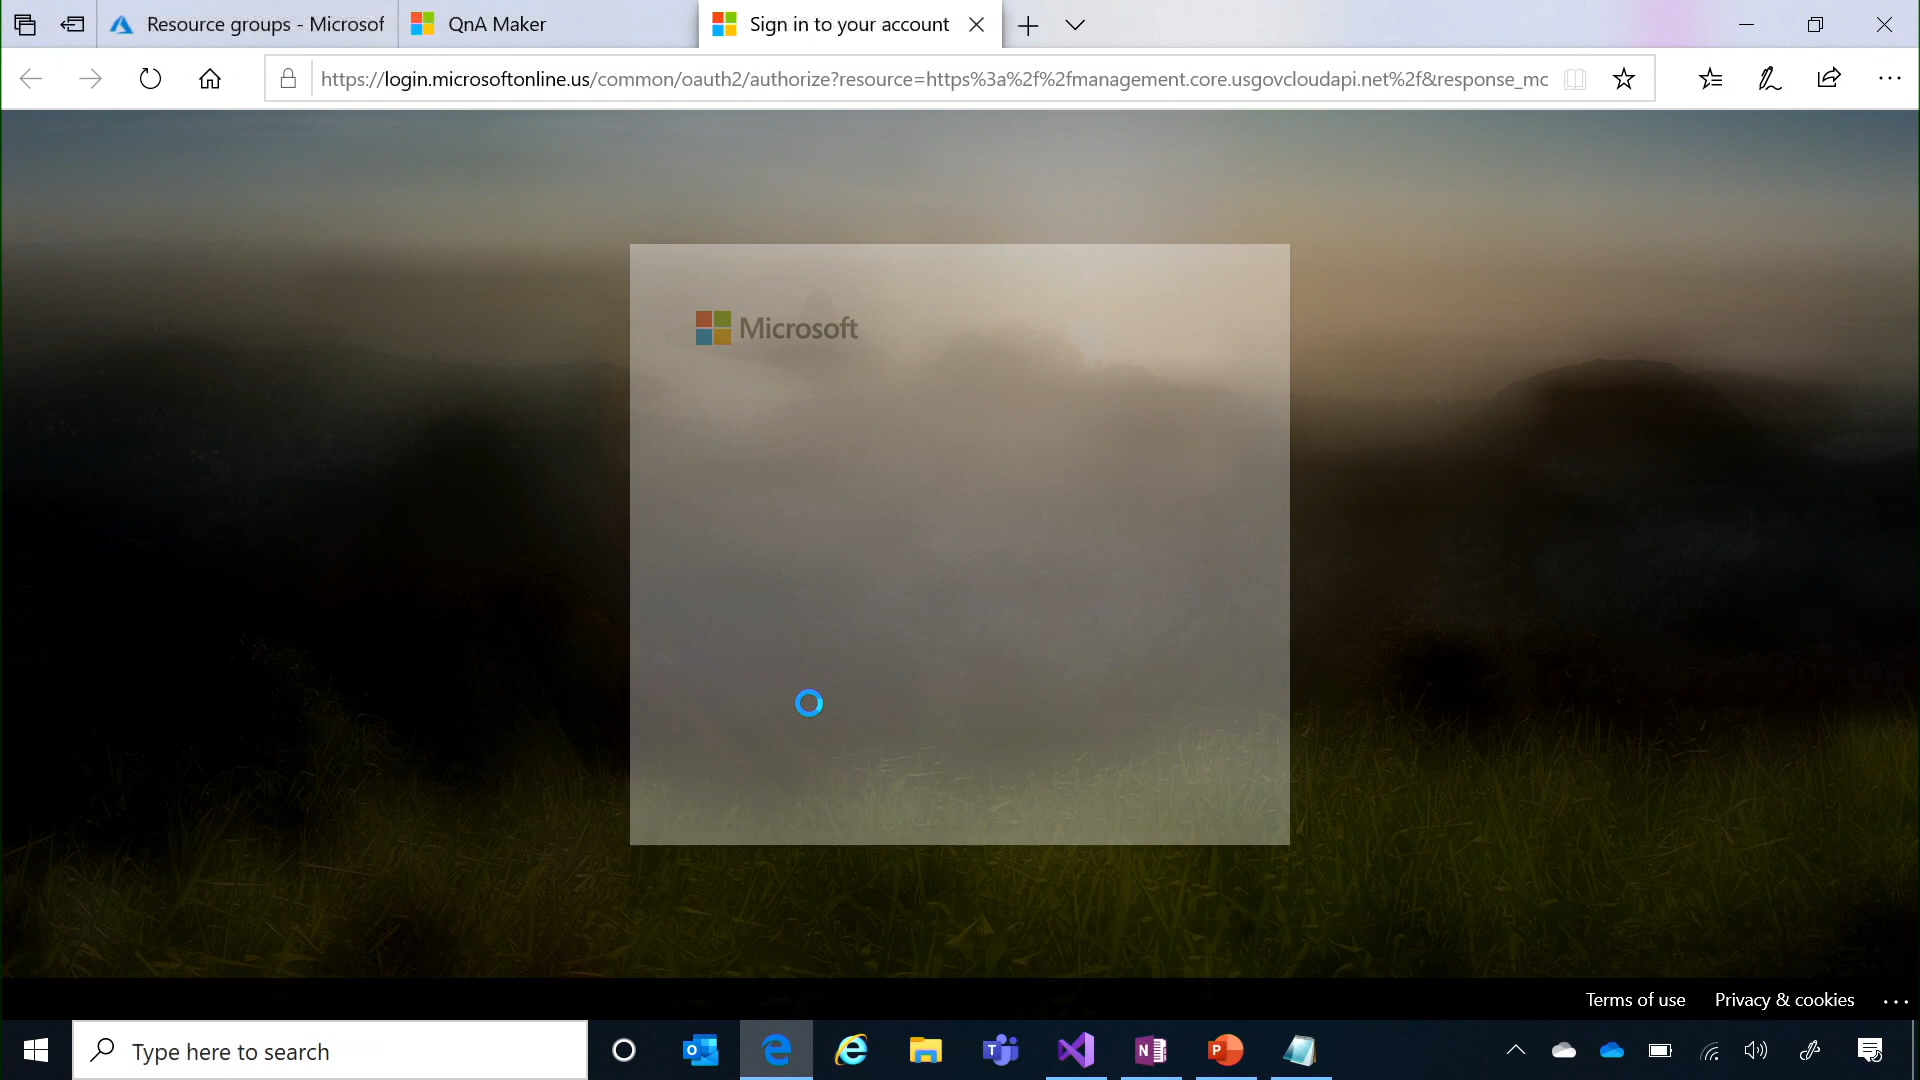 Resource groups - Microsof
QnA Maker
Sign in to your account
https://login.microsoftonline.us/common/oauth2/authorize?resource=https%3a%2f%2fmanagement.core.usgovcloudapi.net%2f&response_mc
Microsoft
Terms of use
Privacy & cookies
Type here to search